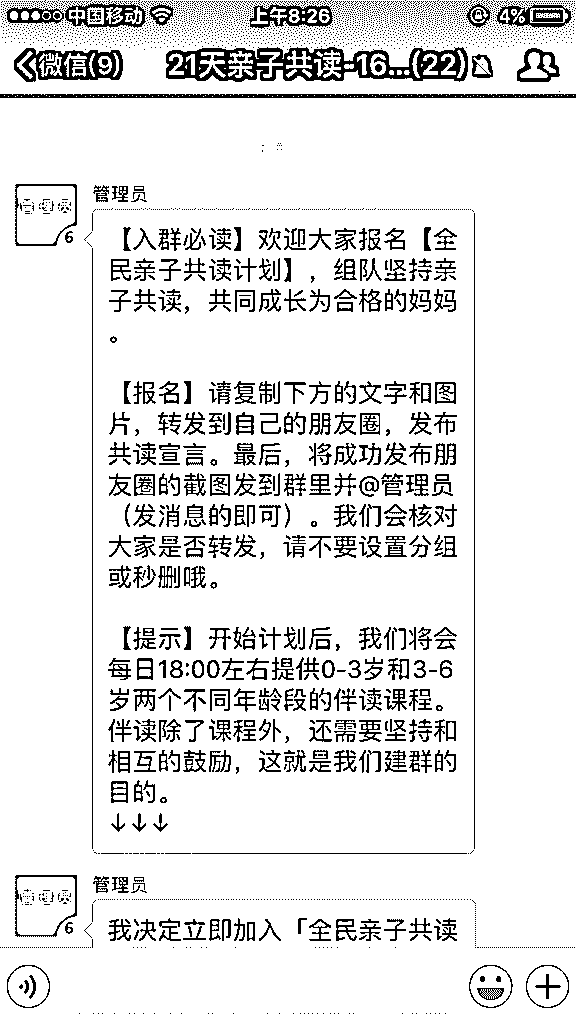 中国移动 上午8:26 4%
微信(9) 21天亲子共读-16...(22)
管理员
【入群必读】欢迎大家报名【全
民亲子共读计划】，组队坚持亲
子共读，共同成长为合格的妈妈
。
【报名】请复制下方的文字和图
片，转发到自己的朋友圈，发布
共读宣言。最后，将成功发布朋
友圈的截图发到群里并@管理员
（发消息的即可）。我们会核对
大家是否转发，请不要设置分组
或秒删哦。
【提示】开始计划后，我们将会
每日18:00左右提供0-3岁和3-6
岁两个不同年龄段的伴读课程。
伴读除了课程外，还需要坚持和
相互的鼓励，这就是我们建群的
目的。
↓↓↓
6
管理员
我决定立即加入「全民亲子共读
6